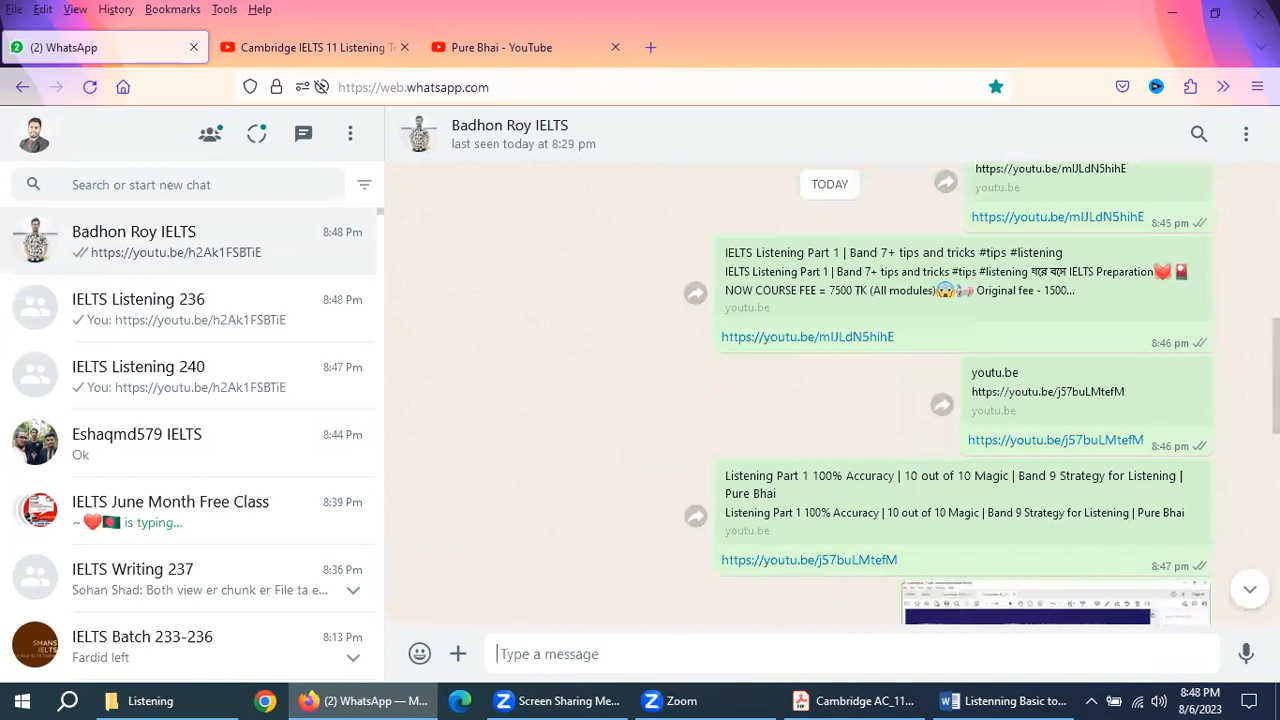 File Edit View History Bookmarks Tools Help
(2) WhatsApp
Cambridge IELTS 11 Listening Te
Pure Bhai - YouTube
https://web.whatsapp.com
Badhon Roy IELTS
last seen today at 8:29 pm
Search or start new chat
Badhon Roy IELTS 8:48 PM
https://youtu.be/h2Ak1FSBTiE
IELTS Listening 236 8:48 PM
You: https://youtu.be/h2Ak1FSBTiE
IELTS Listening 240 8:47 PM
You: https://youtu.be/h2Ak1FSBTiE
Eshaqmd579 IELTS 8:44 PM
Ok
IELTS June Month Free Class 8:39 PM
~ ❤️🇧🇩 is typing...
IELTS Writing 237 8:36 PM
Sohan Shad: Both views er chunk er File ta e...
IELTS Batch 233-236 8:13 PM
Fardid left
https://youtu.be/mlJLdN5hihE
TODAY
youtu.be
https://youtu.be/mlJLdN5hihE 8:45 pm
IELTS Listening Part 1 | Band 7+ tips and tricks #tips #listening
IELTS Listening Part 1 | Band 7+ tips and tricks #tips #listening ঘরে বসে IELTS Preparation
NOW COURSE FEE = 7500 TK (All modules) Original fee - 1500...
youtu.be
https://youtu.be/mlJLdN5hihE 8:46 pm
youtu.be
https://youtu.be/j57buLMtefM
youtu.be
https://youtu.be/j57buLMtefM 8:46 pm
Listening Part 1 100% Accuracy | 10 out of 10 Magic | Band 9 Strategy for Listening |
Pure Bhai
Listening Part 1 100% Accuracy | 10 out of 10 Magic | Band 9 Strategy for Listening | Pure Bhai
youtu.be
https://youtu.be/j57buLMtefM 8:47 pm
Type a message
Listening
(2) WhatsApp — M...
Screen Sharing Me...
Zoom
Cambridge AC_11...
Listenning Basic to...
8:48 PM
8/6/2023